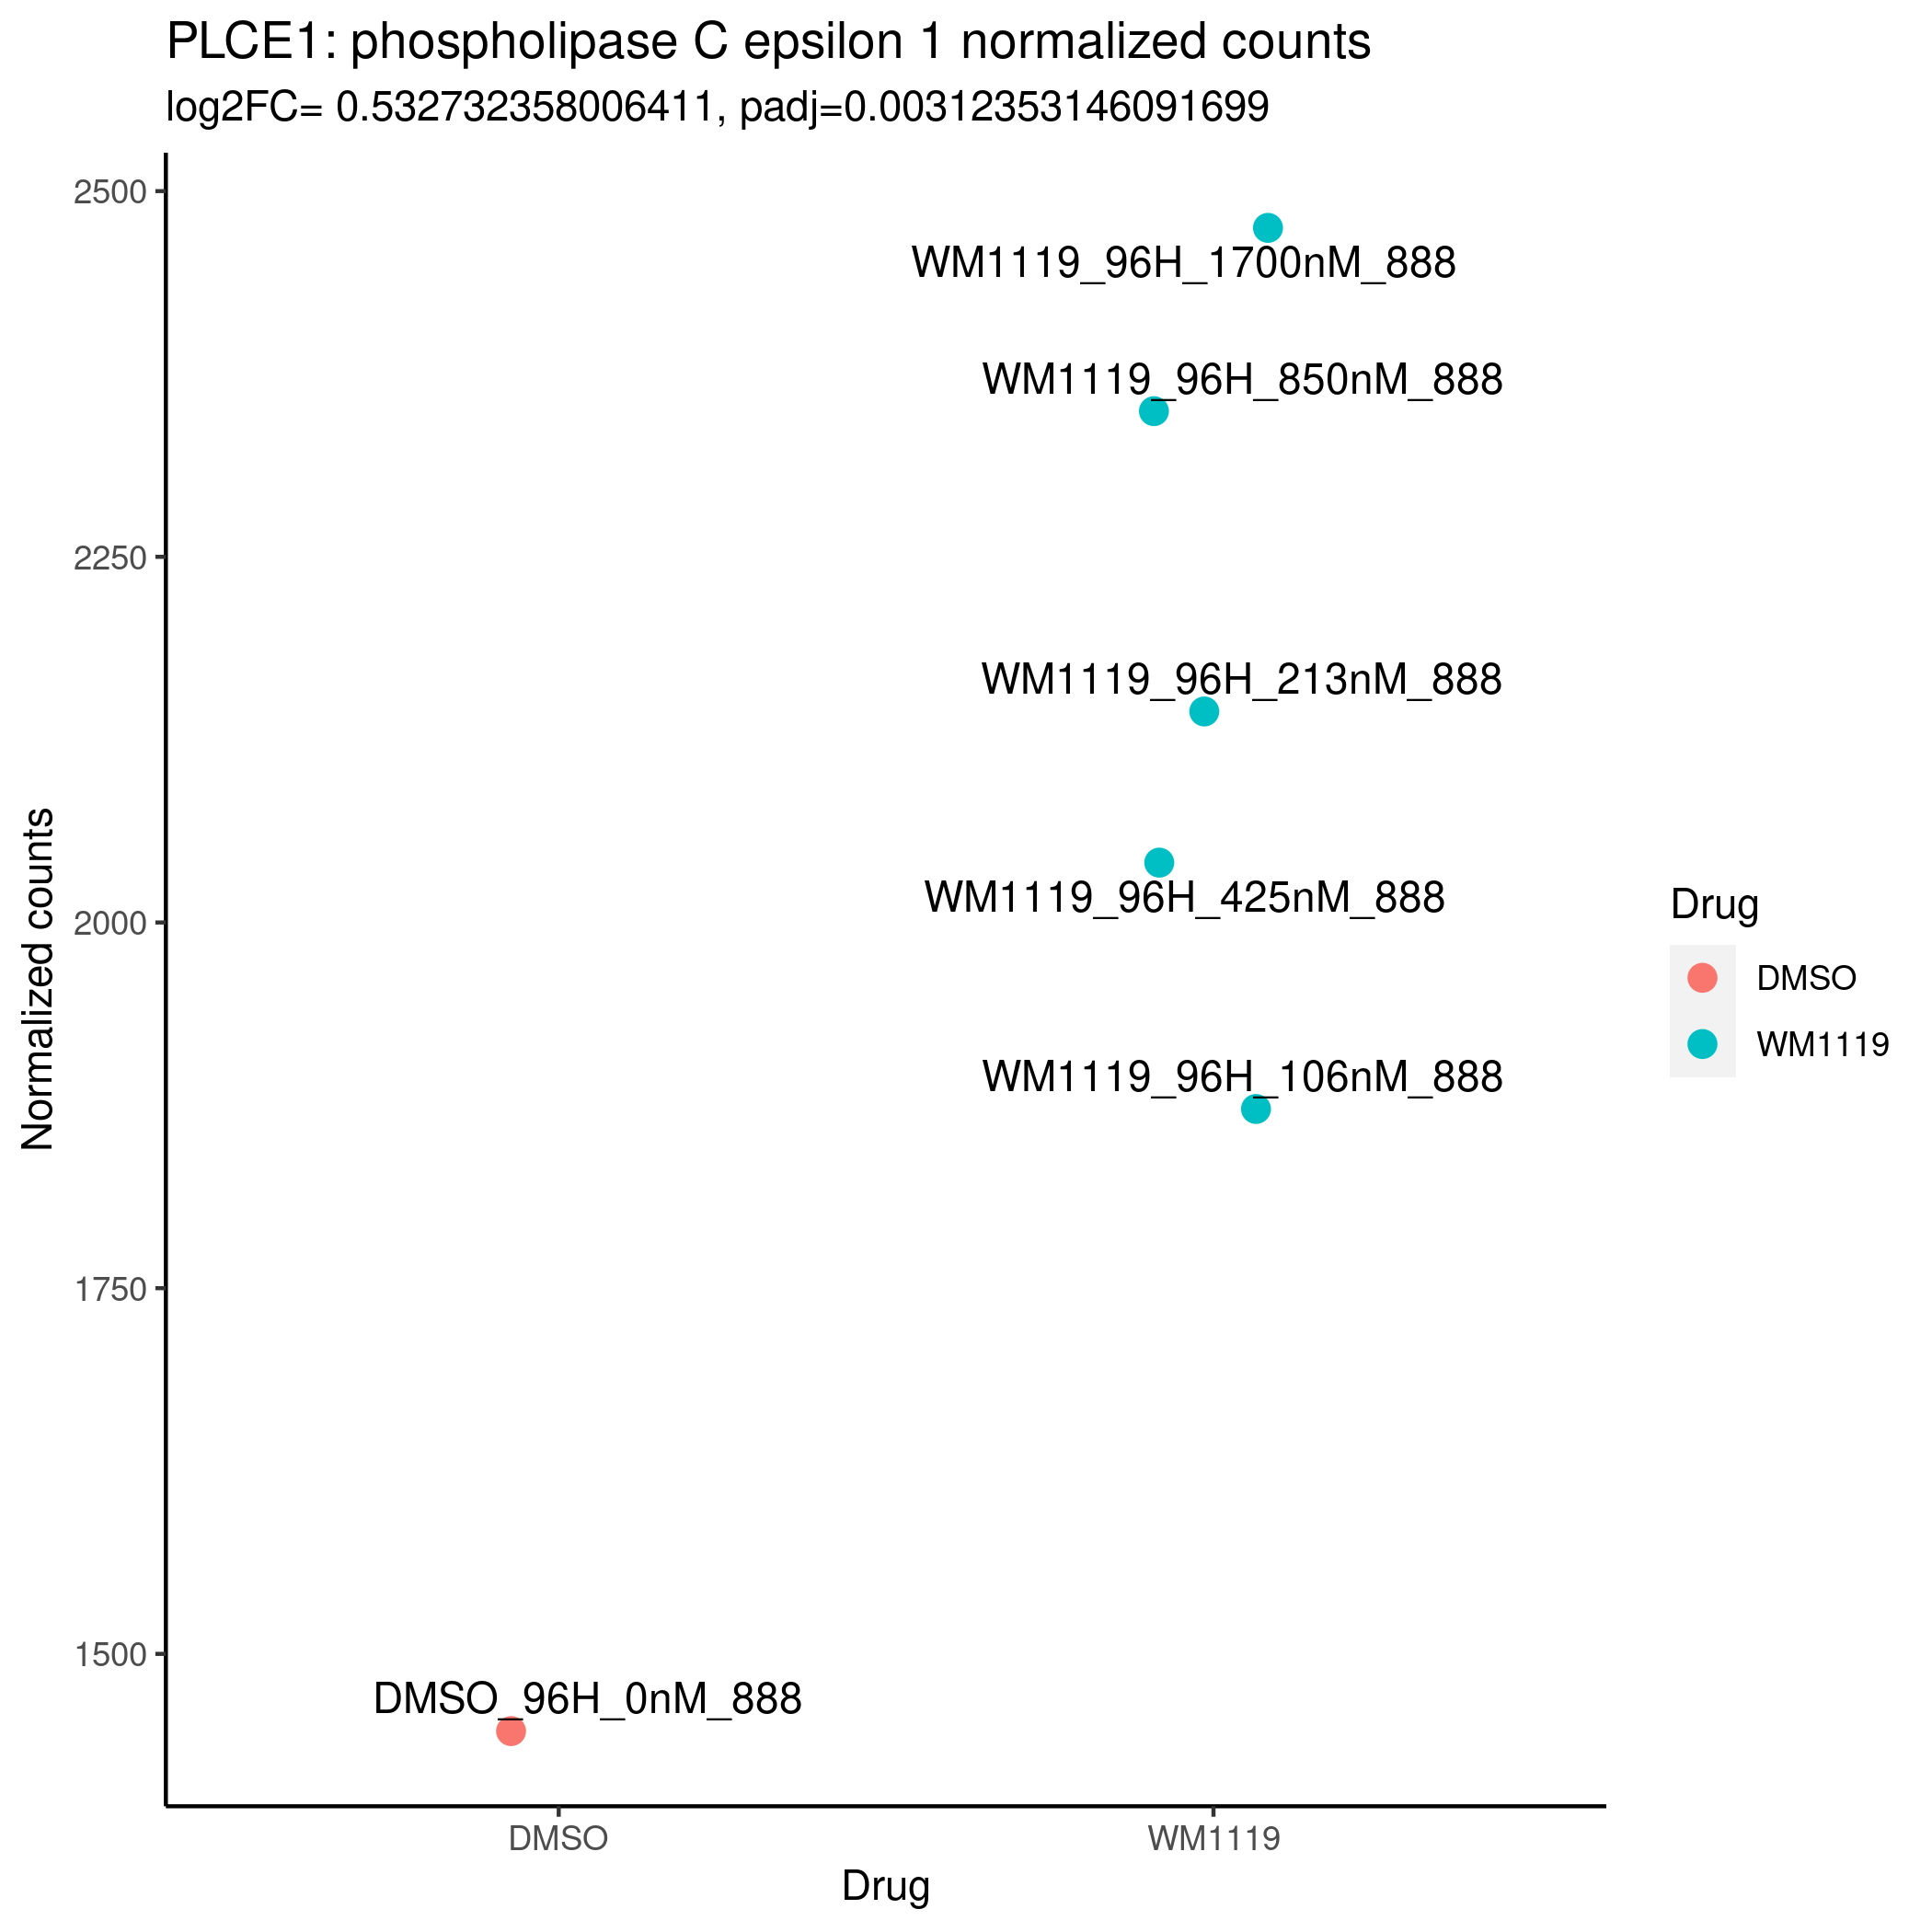 PLCE1: phospholipase C epsilon 1 normalized counts
log2FC= 0.532732358006411, padj=0.00312353146091699
2500
2250
2000
1750
1500
Normalized counts
WM1119_96H_1700nM_888
WM1119_96H_850nM_888
WM1119_96H_213nM_888
WM1119_96H_425nM_888
WM1119_96H_106nM_888
DMSO_96H_0nM_888
DMSO
WM1119
Drug
Drug
DMSO
WM1119